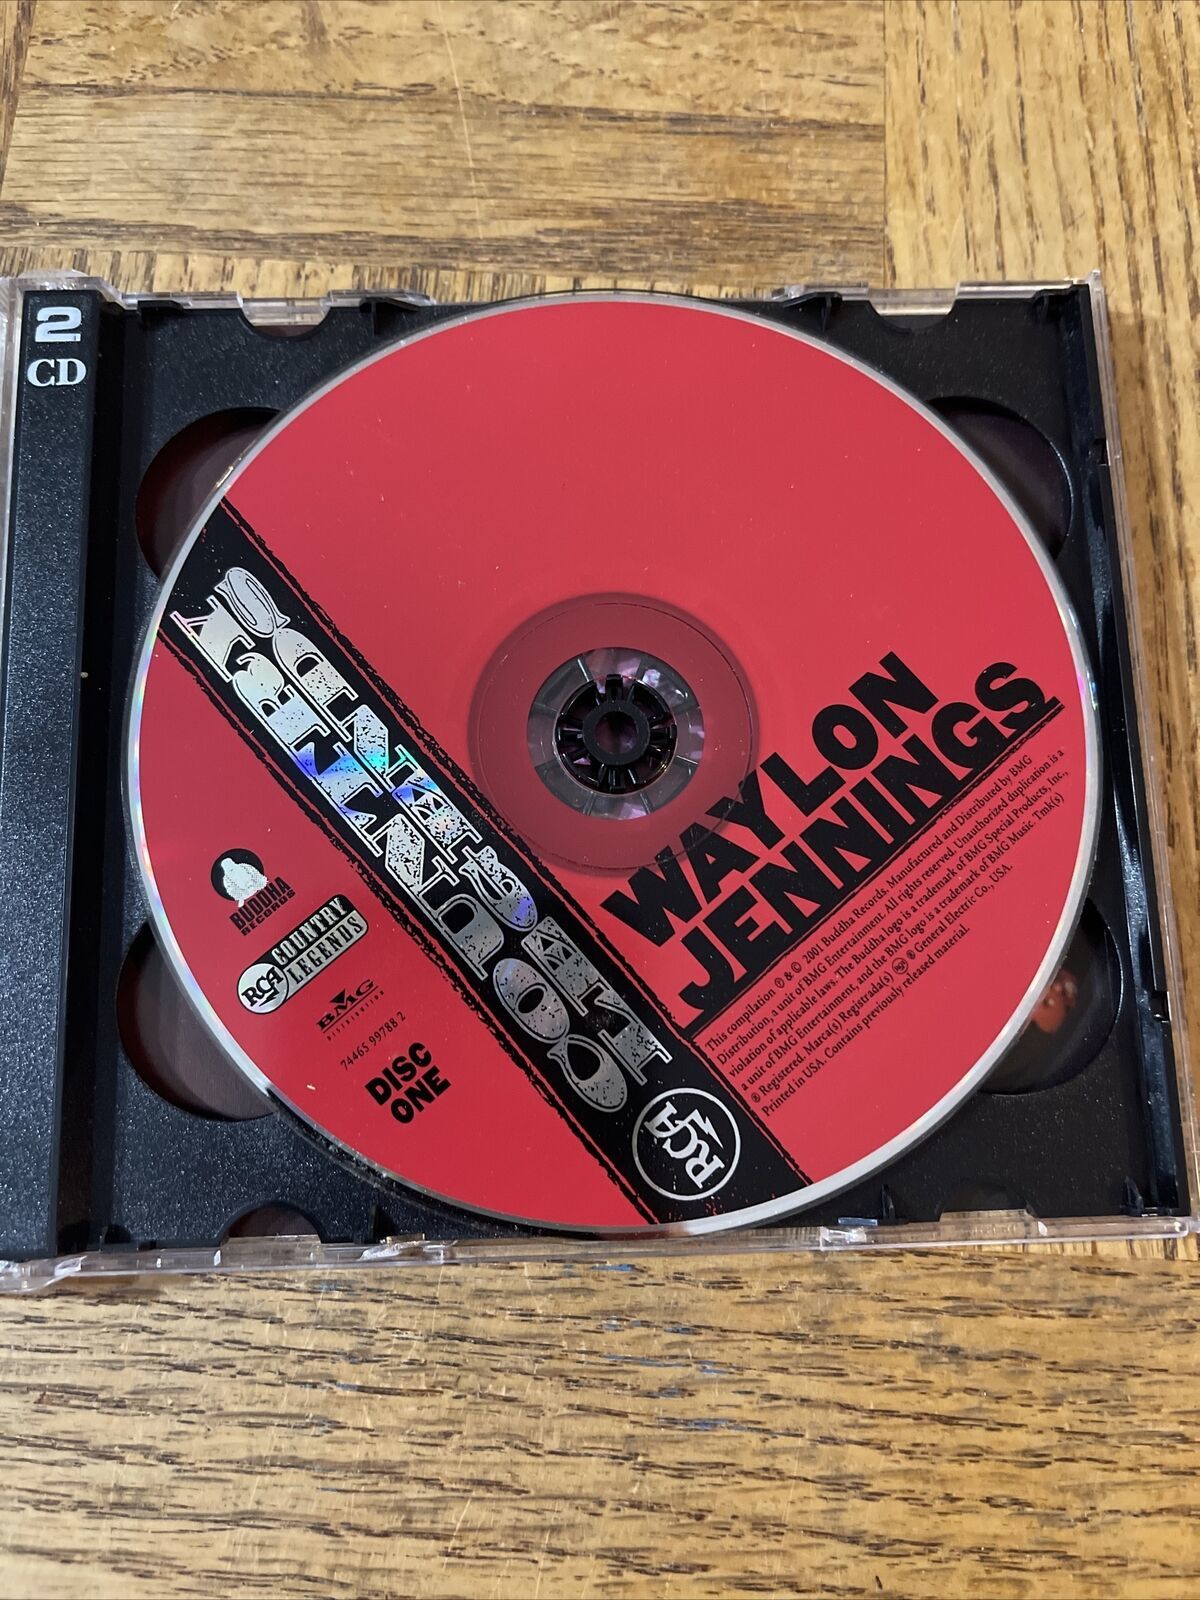 2
CD
COUNTRY
LEGENDS
RCA
WAYLON
JENNINGS
This compilation ℗ & © 2001 Buddha Records. Manufactured and Distributed by BMG
Distribution, a unit of BMG Entertainment. All rights reserved. Unauthorized duplication is a
violation of applicable laws. The Buddha logo is a trademark of BMG Special Products, Inc.,
a unit of BMG Entertainment, and the BMG logo is a trademark of BMG Music. Tmk(s)
® Registered. Marca(s) Registrada(s) RCA ® General Electric Co., USA.
Printed in USA. Contains previously released material.
BUDDHA
RECORDS
RCA COUNTRY
LEGENDS
BMG
DISTRIBUTION
74465 99788 2
DISC
ONE